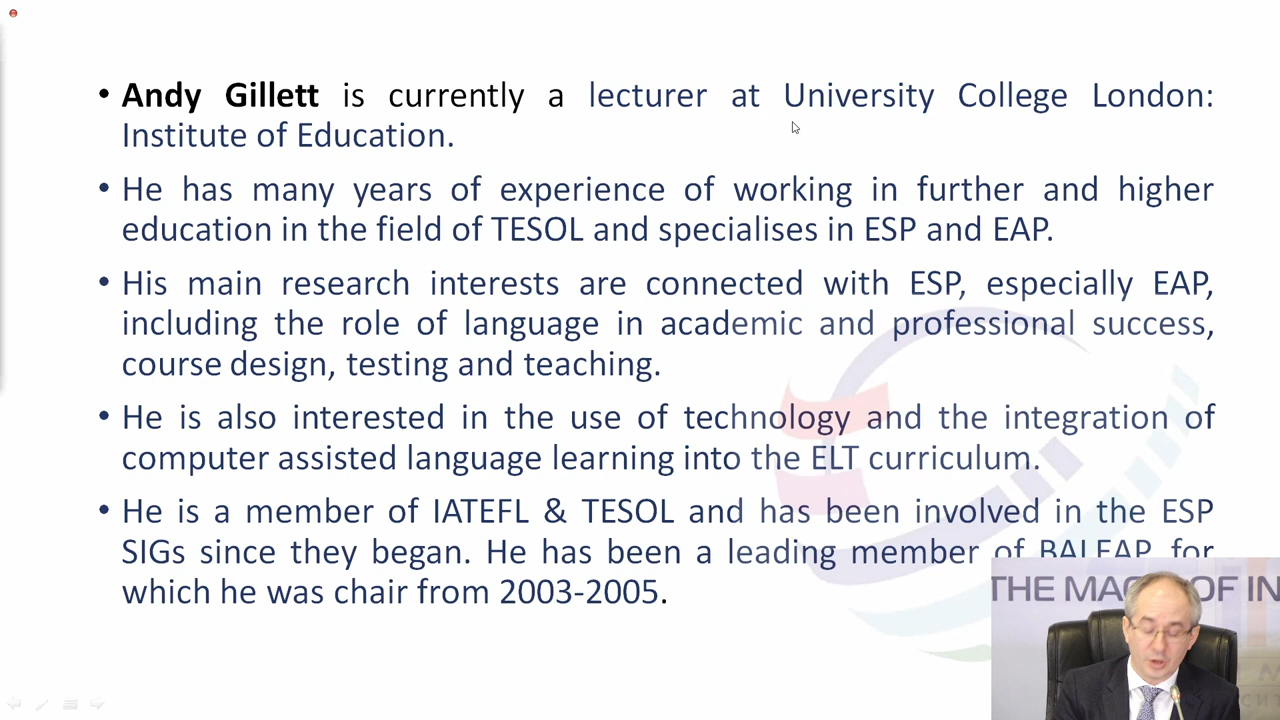 • Andy Gillett is currently a lecturer at University College London:
Institute of Education.
• He has many years of experience of working in further and higher
education in the field of TESOL and specialises in ESP and EAP.
• His main research interests are connected with ESP, especially EAP,
including the role of language in academic and professional success,
course design, testing and teaching.
• He is also interested in the use of technology and the integration of
computer assisted language learning into the ELT curriculum.
• He is a member of IATEFL & TESOL and has been involved in the ESP
SIGs since they began. He has been a leading member of BALEAP, for
which he was chair from 2003-2005.
THE MAG OF IN